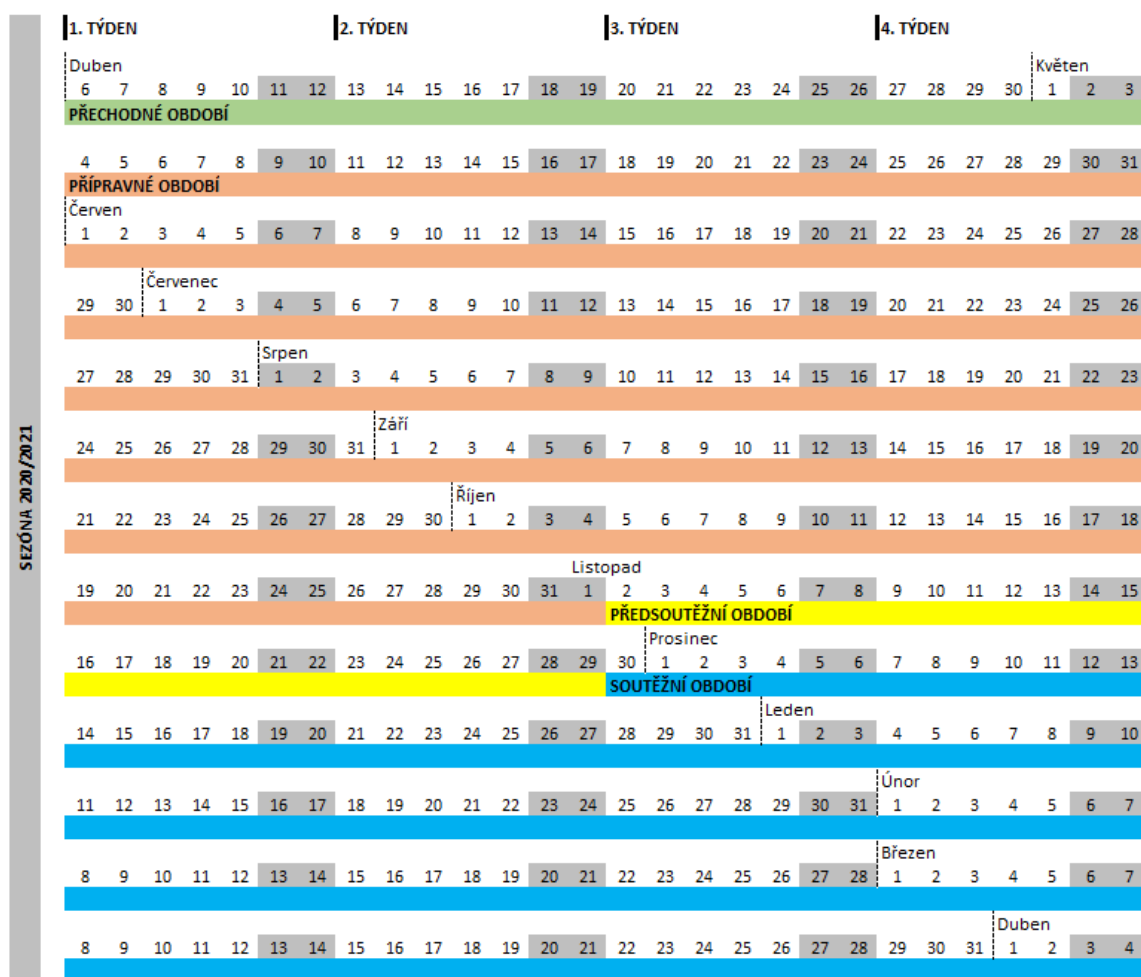 1. TÝDEN 2. TÝDEN 3. TÝDEN 4. TÝDEN
Duben Květen
6 7 8 9 10 11 12 13 14 15 16 17 18 19 20 21 22 23 24 25 26 27 28 29 30 1 2 3
PŘECHODNÉ OBDOBÍ
4 5 6 7 8 9 10 11 12 13 14 15 16 17 18 19 20 21 22 23 24 25 26 27 28 29 30 31
PŘÍPRAVNÉ OBDOBÍ
Červen
1 2 3 4 5 6 7 8 9 10 11 12 13 14 15 16 17 18 19 20 21 22 23 24 25 26 27 28
Červenec
29 30 1 2 3 4 5 6 7 8 9 10 11 12 13 14 15 16 17 18 19 20 21 22 23 24 25 26
Srpen
27 28 29 30 31 1 2 3 4 5 6 7 8 9 10 11 12 13 14 15 16 17 18 19 20 21 22 23
Září
24 25 26 27 28 29 30 31 1 2 3 4 5 6 7 8 9 10 11 12 13 14 15 16 17 18 19 20
Říjen
21 22 23 24 25 26 27 28 29 30 1 2 3 4 5 6 7 8 9 10 11 12 13 14 15 16 17 18
Listopad
19 20 21 22 23 24 25 26 27 28 29 30 31 1 2 3 4 5 6 7 8 9 10 11 12 13 14 15
PŘEDSOUTĚŽNÍ OBDOBÍ
Prosinec
16 17 18 19 20 21 22 23 24 25 26 27 28 29 30 1 2 3 4 5 6 7 8 9 10 11 12 13
SOUTĚŽNÍ OBDOBÍ
Leden
14 15 16 17 18 19 20 21 22 23 24 25 26 27 28 29 30 31 1 2 3 4 5 6 7 8 9 10
Únor
11 12 13 14 15 16 17 18 19 20 21 22 23 24 25 26 27 28 29 30 31 1 2 3 4 5 6 7
Březen
8 9 10 11 12 13 14 15 16 17 18 19 20 21 22 23 24 25 26 27 28 1 2 3 4 5 6 7
Duben
8 9 10 11 12 13 14 15 16 17 18 19 20 21 22 23 24 25 26 27 28 29 30 31 1 2 3 4
SEZÓNA 2020/2021